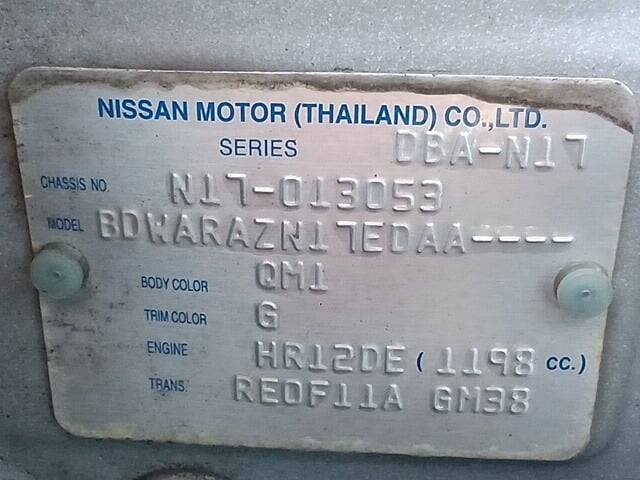 NISSAN MOTOR (THAILAND) CO.,LTD.
SERIES DBA-N17
CHASSIS NO. N17-013053
MODEL BDWARAZN17EDAA----
BODY COLOR QM1
TRIM COLOR G
ENGINE HR12DE (1198 CC.)
TRANS. RE0F11A GM38